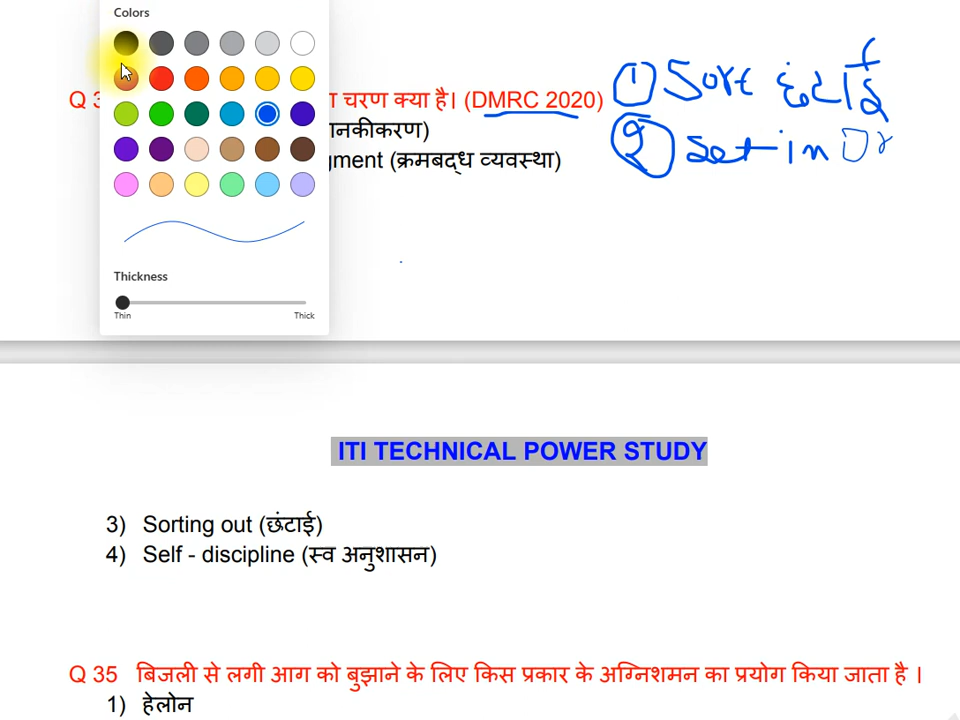 Colors
Q 3
ा चरण क्या है। (DMRC 2020)
ानकीकरण)
gment (क्रमबद्ध व्यवस्था)
① Sort छंटाई
② set in Or
Thickness
Thin Thick
ITI TECHNICAL POWER STUDY
3) Sorting out (छंटाई)
4) Self - discipline (स्व अनुशासन)
Q 35 बिजली से लगी आग को बुझाने के लिए किस प्रकार के अग्निशमन का प्रयोग किया जाता है ।
1) हेलोन